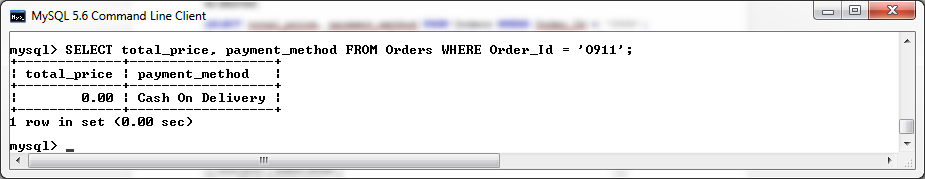 MySQL 5.6 Command Line Client
mysql> SELECT total_price, payment_method FROM Orders WHERE Order_Id = 'O911';
+-------------+------------------+
| total_price | payment_method   |
+-------------+------------------+
|        0.00 | Cash On Delivery |
+-------------+------------------+
1 row in set (0.00 sec)
mysql> _